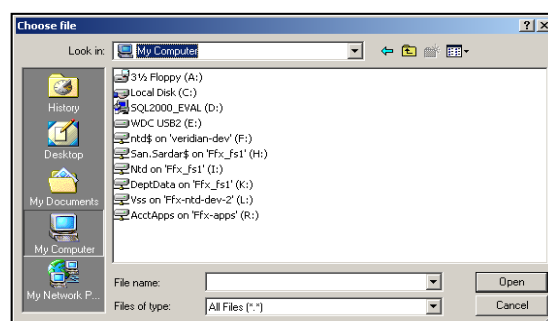 Choose file
Look in: My Computer
History
Desktop
My Documents
My Computer
My Network P...
3½ Floppy (A:)
Local Disk (C:)
SQL2000_EVAL (D:)
WDC USB2 (E:)
ntd$ on 'veridian-dev' (F:)
San.Sardar$ on 'Ffx_fs1' (H:)
Ntd on 'Ffx_fs1' (I:)
DeptData on 'Ffx_fs1' (K:)
Vss on 'Ffx-ntd-dev-2' (L:)
AcctApps on 'Ffx-apps' (R:)
File name:
Open
Files of type: All Files (*.*)
Cancel